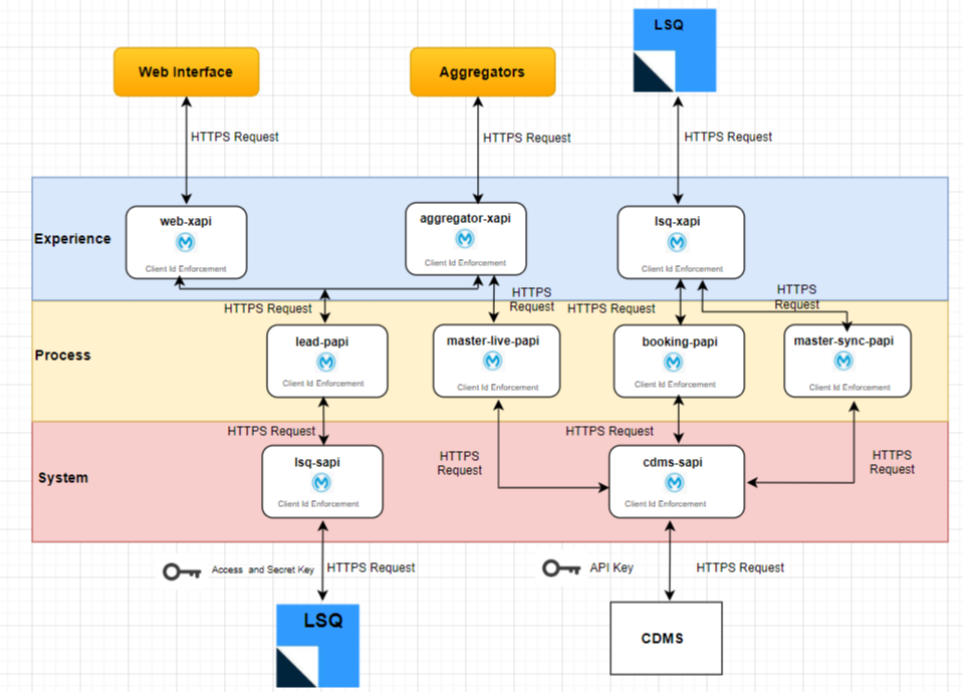 LSQ
Web Interface
Aggregators
HTTPS Request
HTTPS Request
HTTPS Request
Experience
web-xapi
Client Id Enforcement
aggregator-xapi
Client Id Enforcement
lsq-xapi
Client Id Enforcement
HTTPS Request
HTTPS
Request
HTTPS Request
HTTPS
Request
Process
lead-papi
Client Id Enforcement
master-live-papi
Client Id Enforcement
booking-papi
Client Id Enforcement
master-sync-papi
Client Id Enforcement
HTTPS Request
HTTPS
Request
HTTPS Request
HTTPS
Request
System
lsq-sapi
Client Id Enforcement
cdms-sapi
Client Id Enforcement
Access and Secret Key
HTTPS Request
API Key
HTTPS Request
LSQ
CDMS